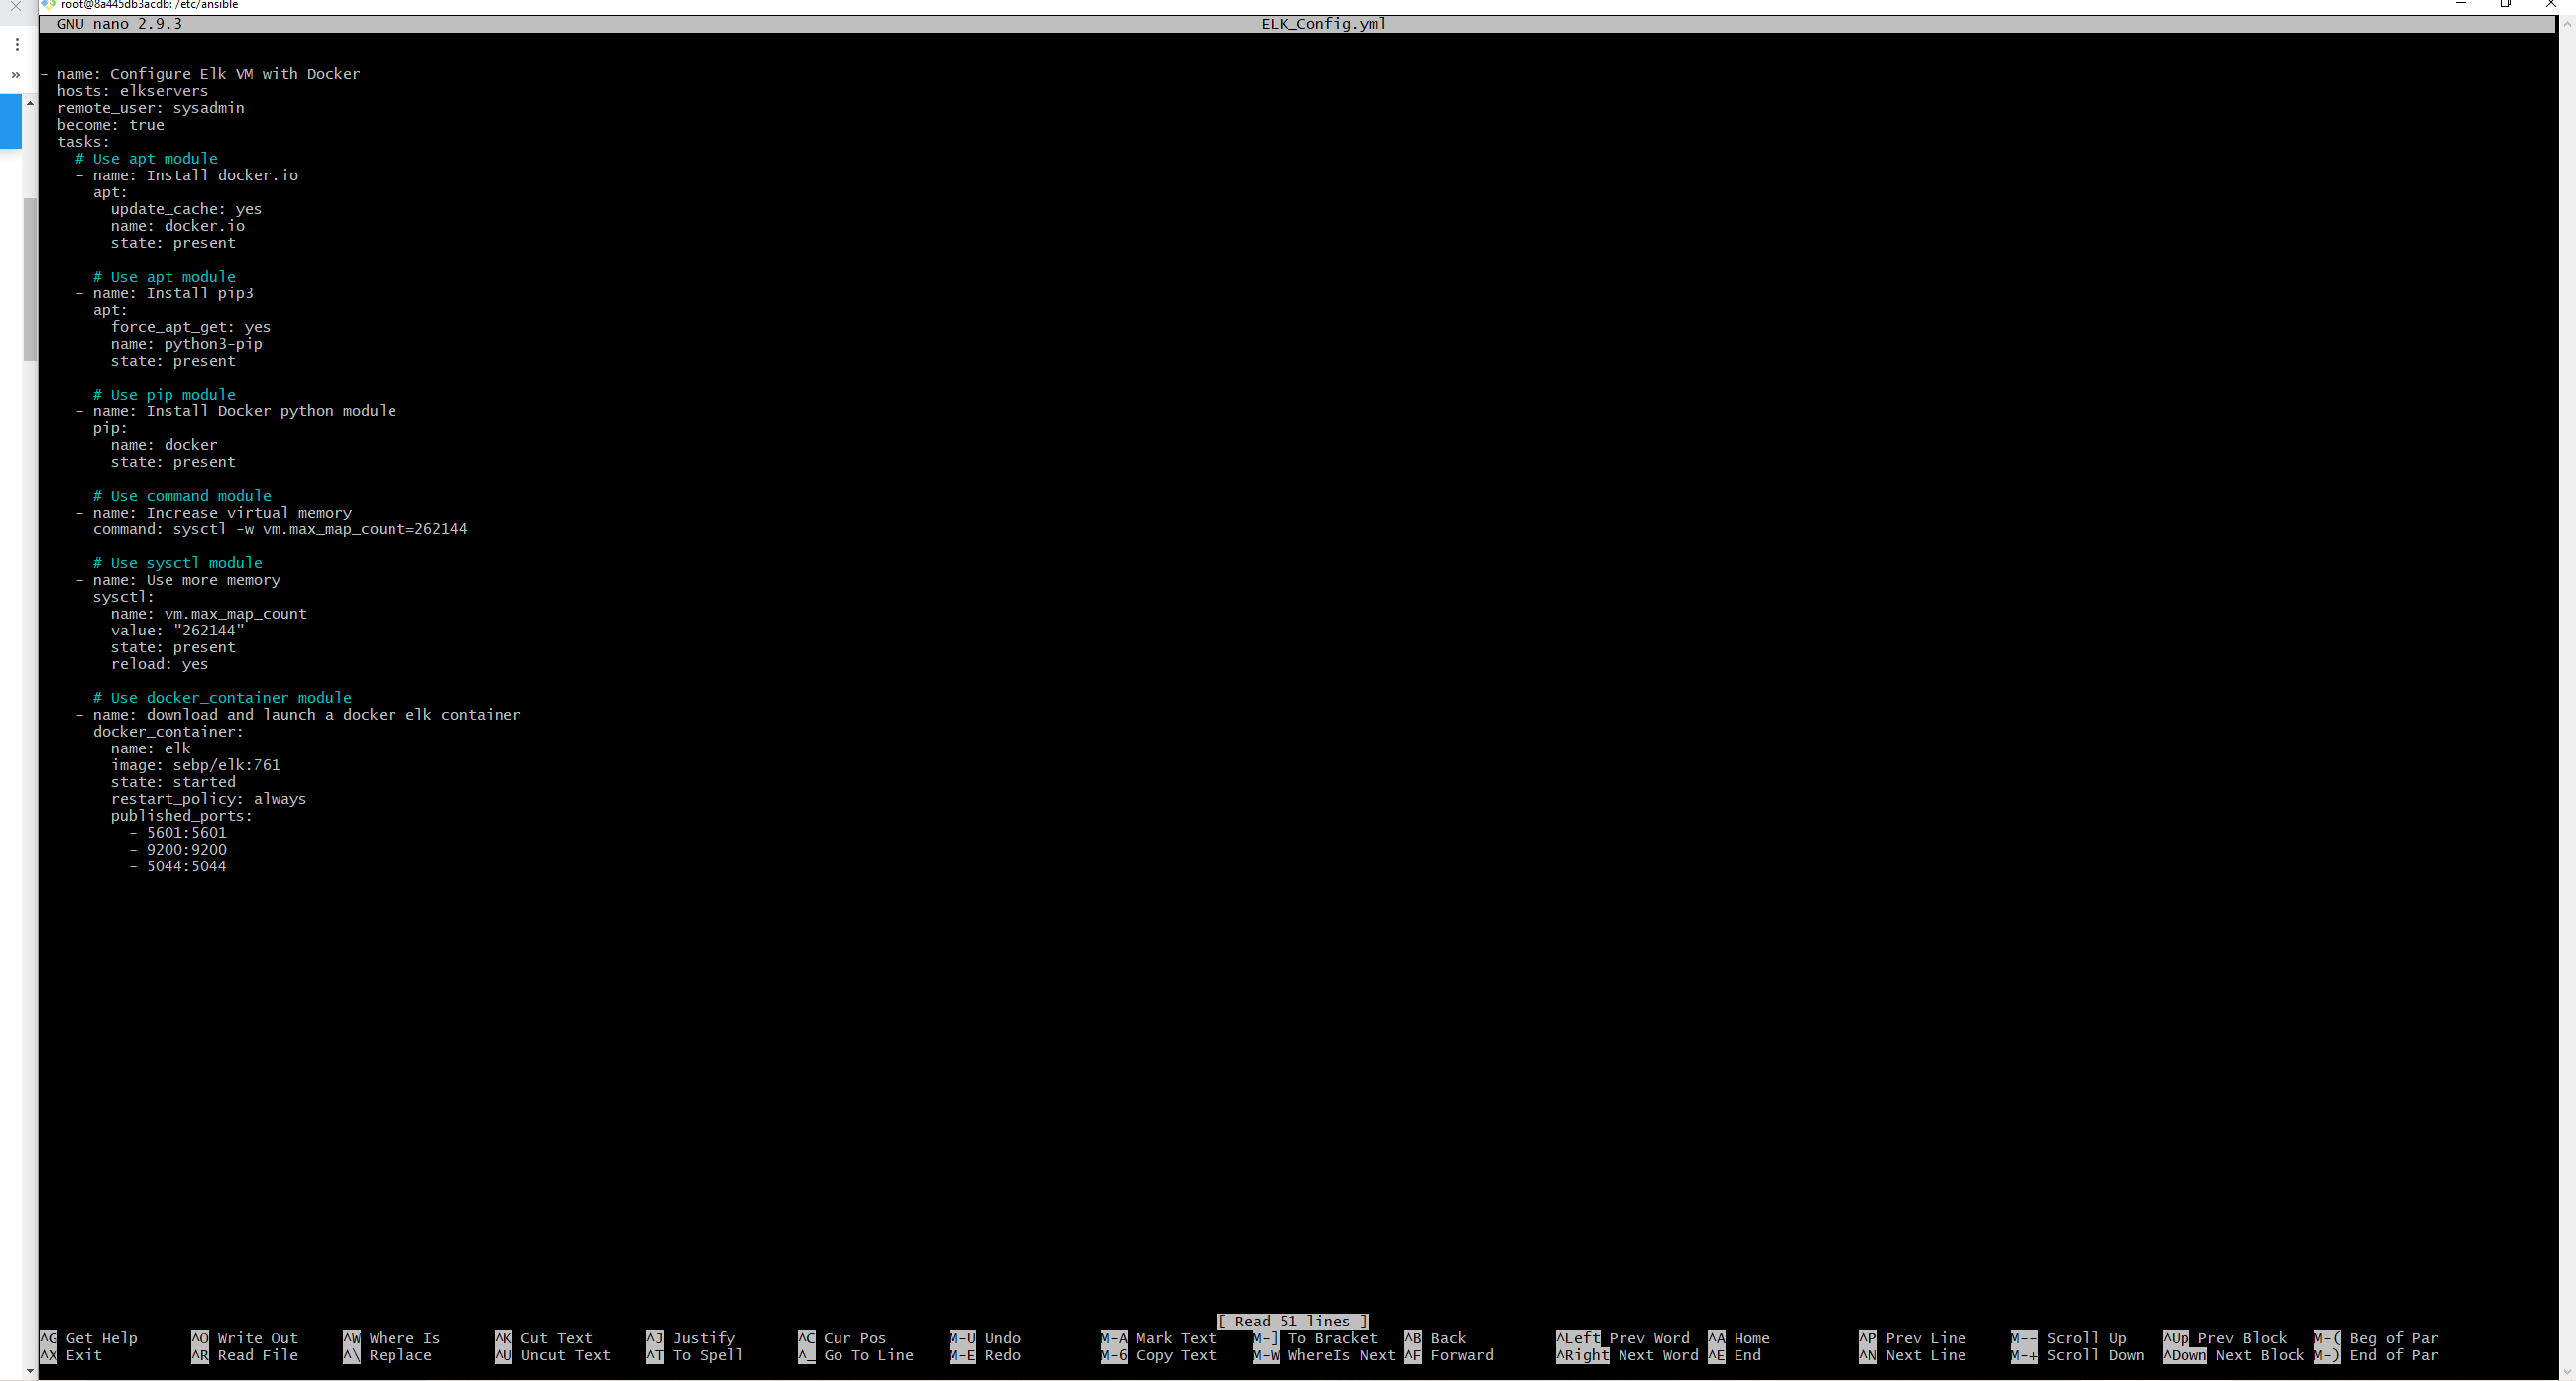 root@8a445db3acdb: /etc/ansible
GNU nano 2.9.3 ELK_Config.yml
---
- name: Configure Elk VM with Docker
  hosts: elkservers
  remote_user: sysadmin
  become: true
  tasks:
    # Use apt module
    - name: Install docker.io
      apt:
        update_cache: yes
        name: docker.io
        state: present

      # Use apt module
    - name: Install pip3
      apt:
        force_apt_get: yes
        name: python3-pip
        state: present

      # Use pip module
    - name: Install Docker python module
      pip:
        name: docker
        state: present

      # Use command module
    - name: Increase virtual memory
      command: sysctl -w vm.max_map_count=262144

      # Use sysctl module
    - name: Use more memory
      sysctl:
        name: vm.max_map_count
        value: "262144"
        state: present
        reload: yes

      # Use docker_container module
    - name: download and launch a docker elk container
      docker_container:
        name: elk
        image: sebp/elk:761
        state: started
        restart_policy: always
        published_ports:
          - 5601:5601
          - 9200:9200
          - 5044:5044
[ Read 51 lines ]
^G Get Help ^O Write Out ^W Where Is ^K Cut Text ^J Justify ^C Cur Pos M-U Undo M-A Mark Text M-] To Bracket ^B Back ^Left Prev Word ^A Home ^P Prev Line M-- Scroll Up ^Up Prev Block M-( Beg of Par
^X Exit ^R Read File ^\ Replace ^U Uncut Text ^T To Spell ^_ Go To Line M-E Redo M-6 Copy Text M-W WhereIs Next ^F Forward ^Right Next Word ^E End ^N Next Line M-+ Scroll Down ^Down Next Block M-) End of Par